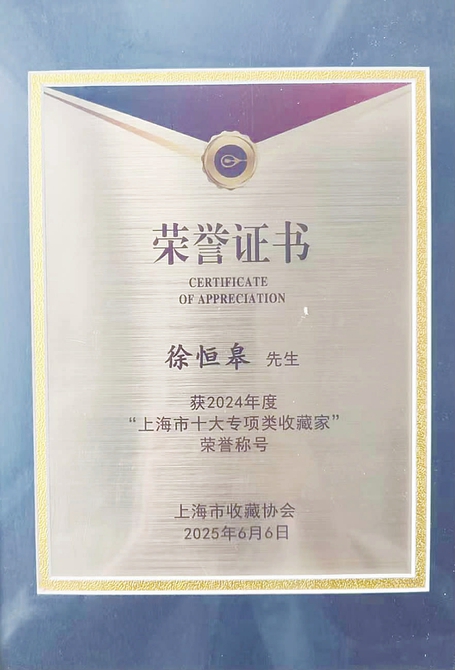 荣誉证书
CERTIFICATE
OF APPRECIATION
徐恒皋 先生
获2024年度
“上海市十大专项类收藏家”
荣誉称号
上海市收藏协会
2025年6月6日